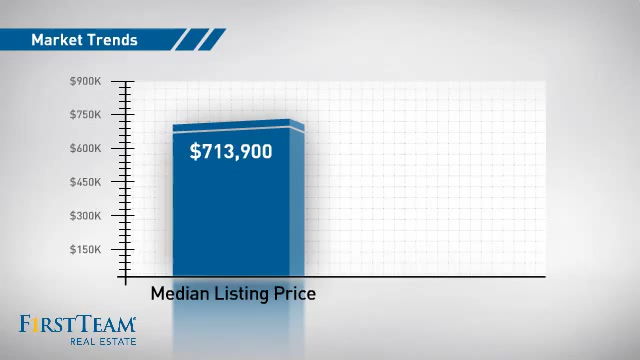 Market Trends
$900K
$750K
$600K
$450K
$300K
$150K
$713,900
Median Listing Price
FIRSTTEAM®
REAL ESTATE